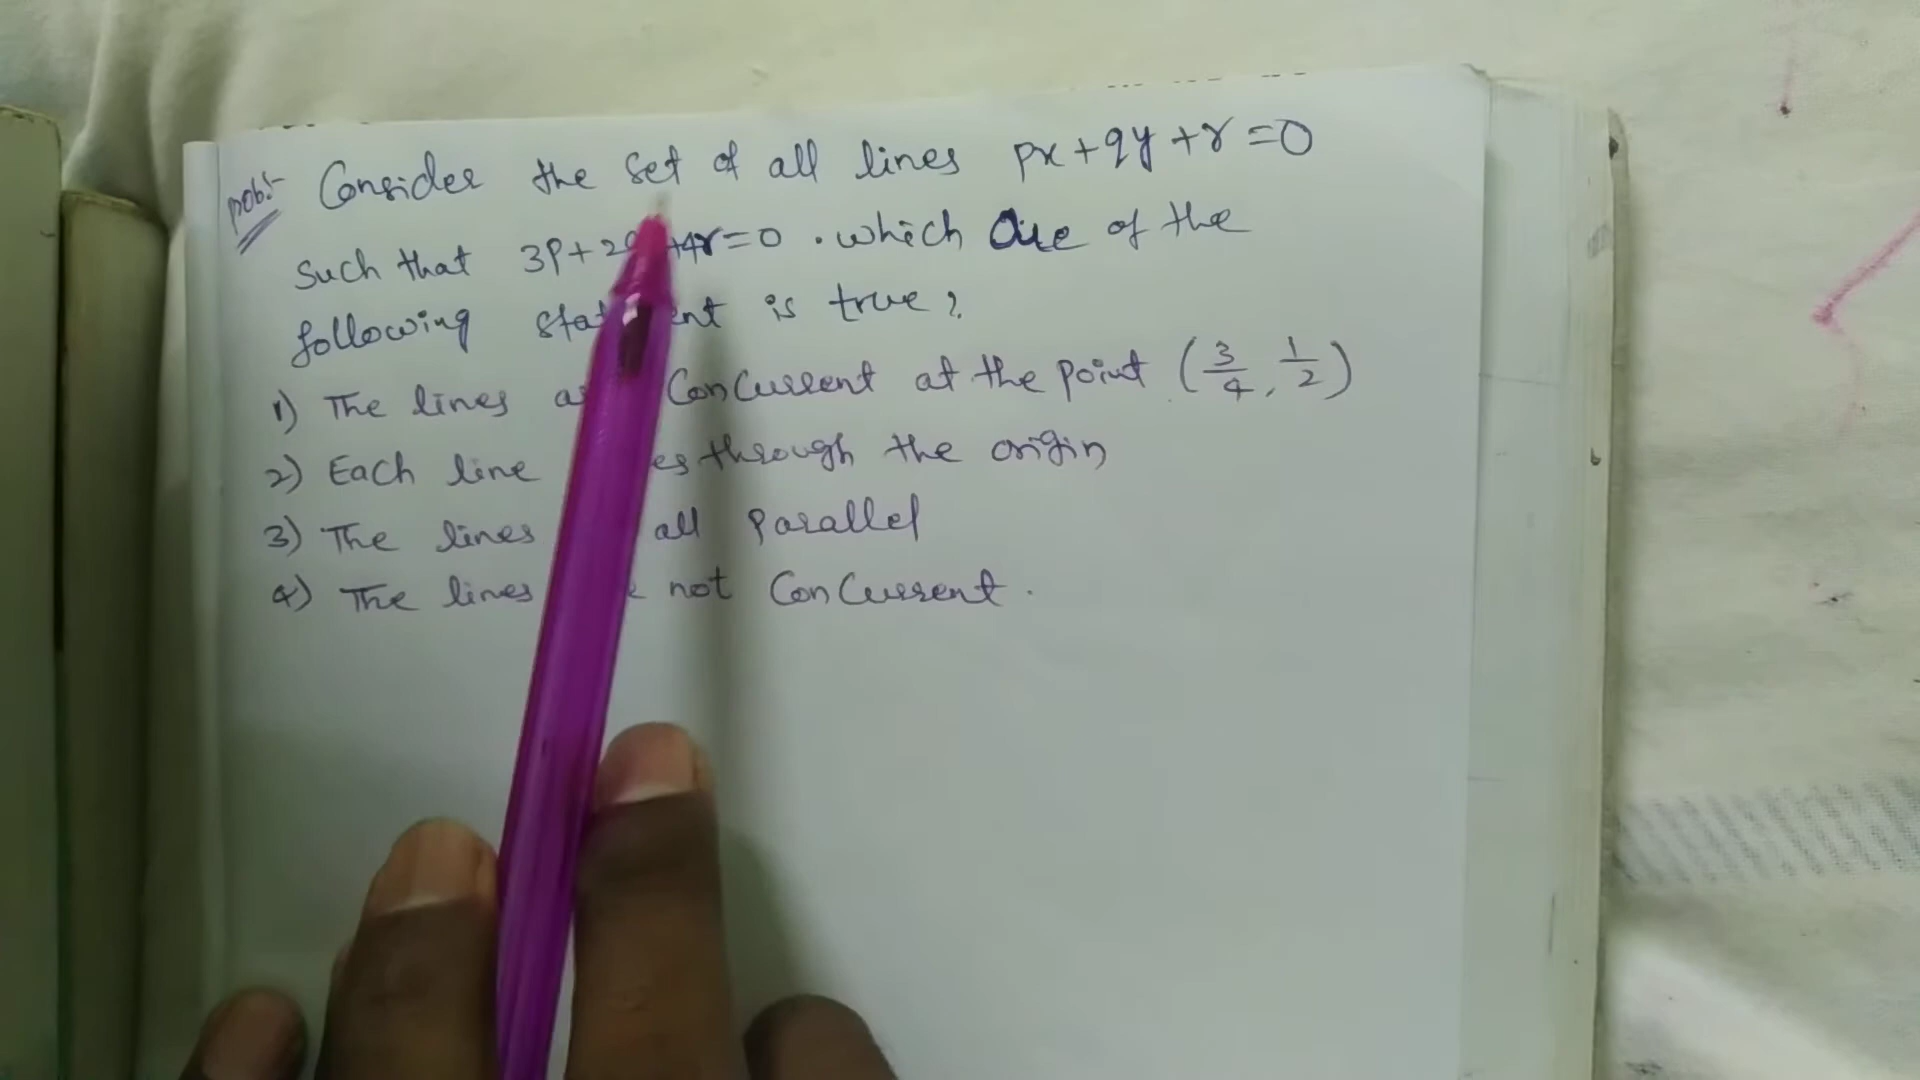 prob:- Consider the set of all lines px+qy+r=0
Such that 3p+2 +4r=0 . which One of the
following is true?
1) The lines Concurrent at the point (3/4, 1/2)
2) Each line through the origin
3) The lines all parallel
4) The lines not Concurrent.